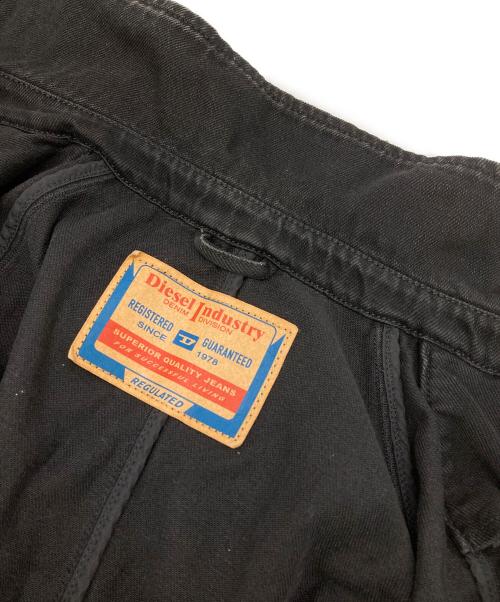 Diesel Industry
DENIM DIVISION
REGISTERED GUARANTEED
SINCE D 1978
SUPERIOR QUALITY JEANS
FOR SUCCESSFUL LIVING
REGULATED